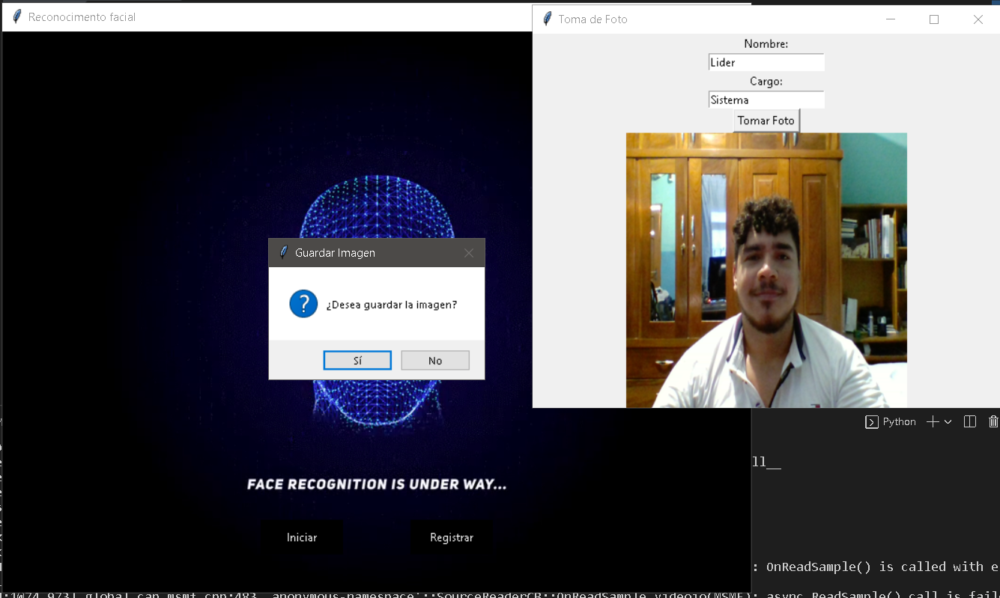 Reconocimento facial
Toma de Foto
Nombre:
Lider
Cargo:
Sistema
Tomar Foto
Guardar Imagen
?
¿Desea guardar la imagen?
Sí
No
FACE RECOGNITION IS UNDER WAY...
Iniciar
Registrar
Python
ll__
: OnReadSample() is called with e
global cap_msmf.cpp:483 anonymous-namespace'::SourceReaderCB::OnReadSample videoio(MSMF): async ReadSample() call is fail